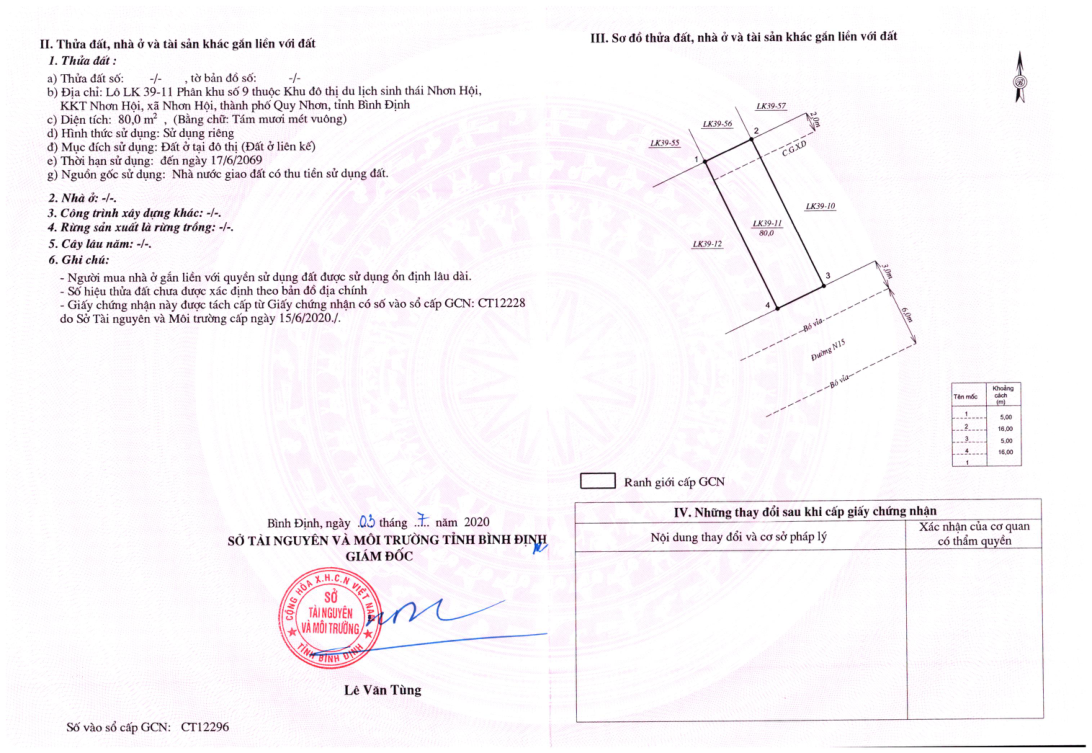 II. Thửa đất, nhà ở và tài sản khác gắn liền với đất
1. Thửa đất :
a) Thửa đất số: -/- , tờ bản đồ số: -/-
b) Địa chỉ: Lô LK 39-11 Phân khu số 9 thuộc Khu đô thị du lịch sinh thái Nhơn Hội,
KKT Nhơn Hội, xã Nhơn Hội, thành phố Quy Nhơn, tỉnh Bình Định
c) Diện tích: 80,0 m² , (Bằng chữ: Tám mươi mét vuông)
d) Hình thức sử dụng: Sử dụng riêng
đ) Mục đích sử dụng: Đất ở tại đô thị (Đất ở liên kế)
e) Thời hạn sử dụng: đến ngày 17/6/2069
g) Nguồn gốc sử dụng: Nhà nước giao đất có thu tiền sử dụng đất.
2. Nhà ở: -/-.
3. Công trình xây dựng khác: -/-.
4. Rừng sản xuất là rừng trồng: -/-.
5. Cây lâu năm: -/-.
6. Ghi chú:
- Người mua nhà ở gắn liền với quyền sử dụng đất được sử dụng ổn định lâu dài.
- Số hiệu thửa đất chưa được xác định theo bản đồ địa chính
- Giấy chứng nhận này được tách cấp từ Giấy chứng nhận có số vào sổ cấp GCN: CT12228
do Sở Tài nguyên và Môi trường cấp ngày 15/6/2020./.
Bình Định, ngày 03 tháng 7 năm 2020
SỞ TÀI NGUYÊN VÀ MÔI TRƯỜNG TỈNH BÌNH ĐỊNH
GIÁM ĐỐC
CỘNG HÒA X.H.C.N VIỆT NAM
SỞ
TÀI NGUYÊN
VÀ MÔI TRƯỜNG
TỈNH BÌNH ĐỊNH
Lê Văn Tùng
Số vào sổ cấp GCN: CT12296
III. Sơ đồ thửa đất, nhà ở và tài sản khác gắn liền với đất
LK39-57
LK39-56
2,0m
LK39-55
2
C.G.X.D
1
LK39-10
LK39-11
80,0
LK39-12
3
3,0m
4
6,0m
Bó vỉa
Đường N15
Bó vỉa
Tên mốc Khoảng cách (m)
1
5,00
2
16,00
3
5,00
4
16,00
1
Ranh giới cấp GCN
IV. Những thay đổi sau khi cấp giấy chứng nhận
Nội dung thay đổi và cơ sở pháp lý
Xác nhận của cơ quan
có thẩm quyền